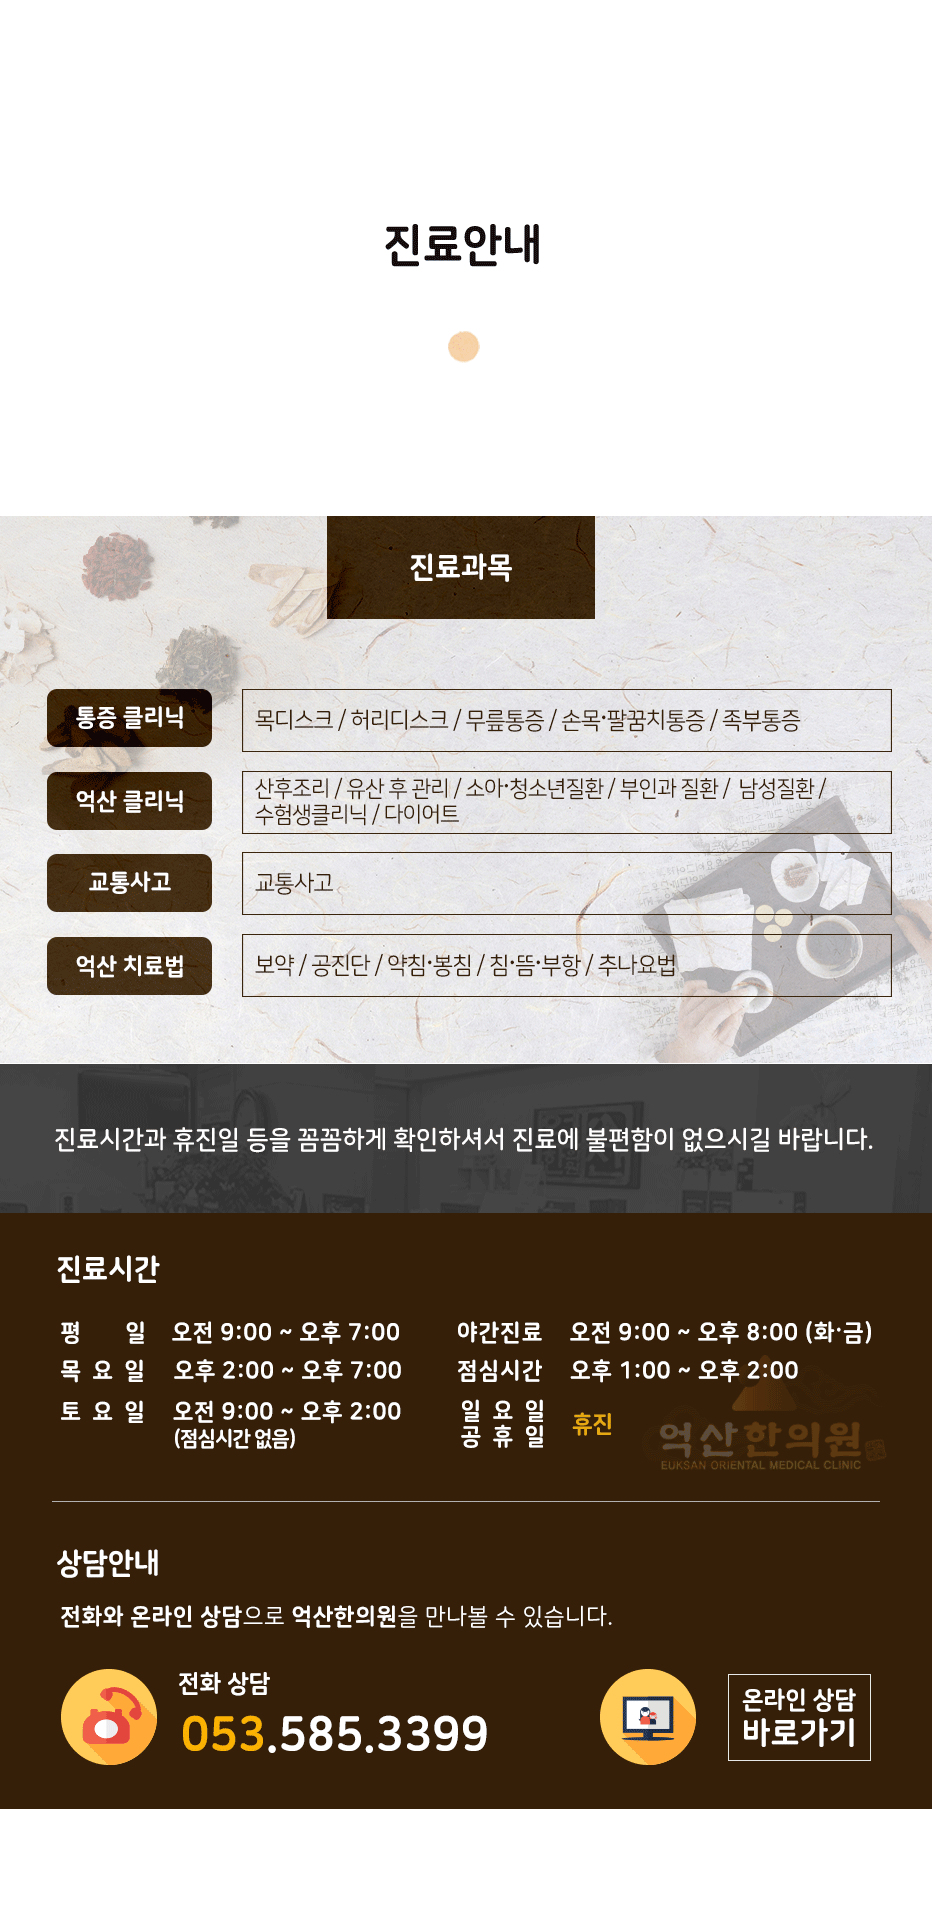 진료안내
진료과목
통증 클리닉
목디스크 / 허리디스크 / 무릎통증 / 손목·팔꿈치통증 / 족부통증
억산 클리닉
산후조리 / 유산 후 관리 / 소아·청소년질환 / 부인과 질환 / 남성질환 /
수험생클리닉 / 다이어트
교통사고
교통사고
억산 치료법
보약 / 공진단 / 약침·봉침 / 침·뜸·부항 / 추나요법
진료시간과 휴진일 등을 꼼꼼하게 확인하셔서 진료에 불편함이 없으시길 바랍니다.
진료시간
평 일 오전 9:00 ~ 오후 7:00
목 요 일 오후 2:00 ~ 오후 7:00
토 요 일 오전 9:00 ~ 오후 2:00
(점심시간 없음)
야간진료 오전 9:00 ~ 오후 8:00 (화·금)
점심시간 오후 1:00 ~ 오후 2:00
일 요 일
공 휴 일
휴진
억산한의원
EUKSAN ORIENTAL MEDICAL CLINIC
상담안내
전화와 온라인 상담으로 억산한의원을 만나볼 수 있습니다.
전화 상담
053.585.3399
온라인 상담
바로가기